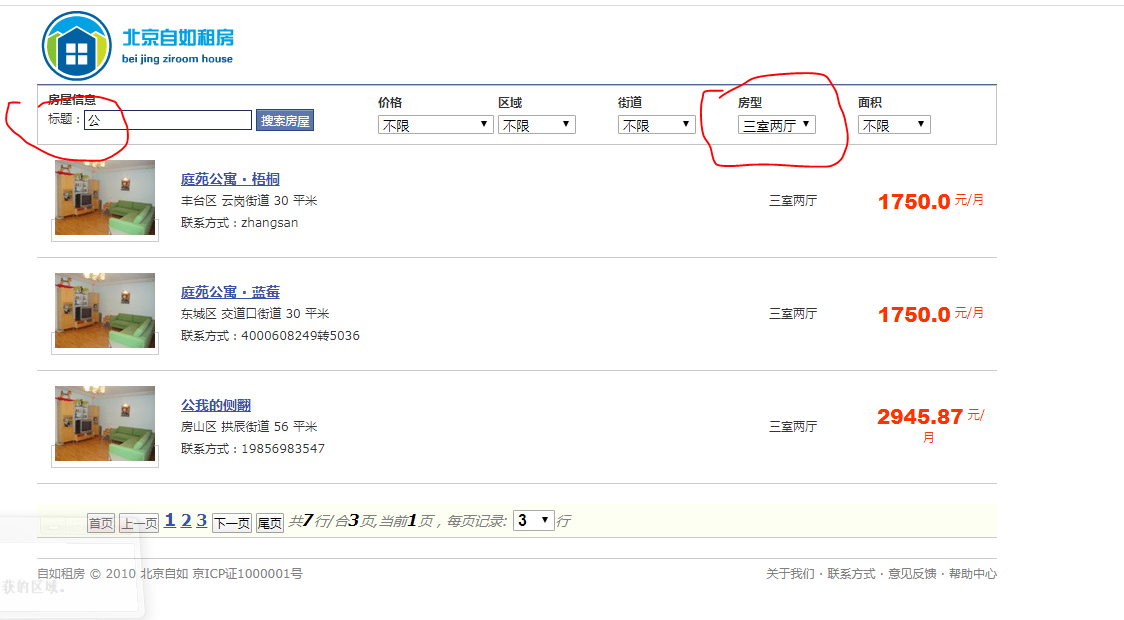 北京自如租房
bei jing ziroom house
房屋信息
标题：公 搜索房屋
价格 区域 街道 房型 面积
不限 不限 不限 三室两厅 不限
庭苑公寓·梧桐
丰台区 云岗街道 30 平米
联系方式：zhangsan
三室两厅
1750.0 元/月
庭苑公寓·蓝莓
东城区 交道口街道 30 平米
联系方式：4000608249转5036
三室两厅
1750.0 元/月
公我的侧翻
房山区 拱辰街道 56 平米
联系方式：19856983547
三室两厅
2945.87 元/
月
首页 上一页 1 2 3 下一页 尾页 共7行/合3页,当前1页，每页记录: 3 行
获的区域。
自如租房 © 2010 北京自如 京ICP证1000001号
关于我们·联系方式·意见反馈·帮助中心